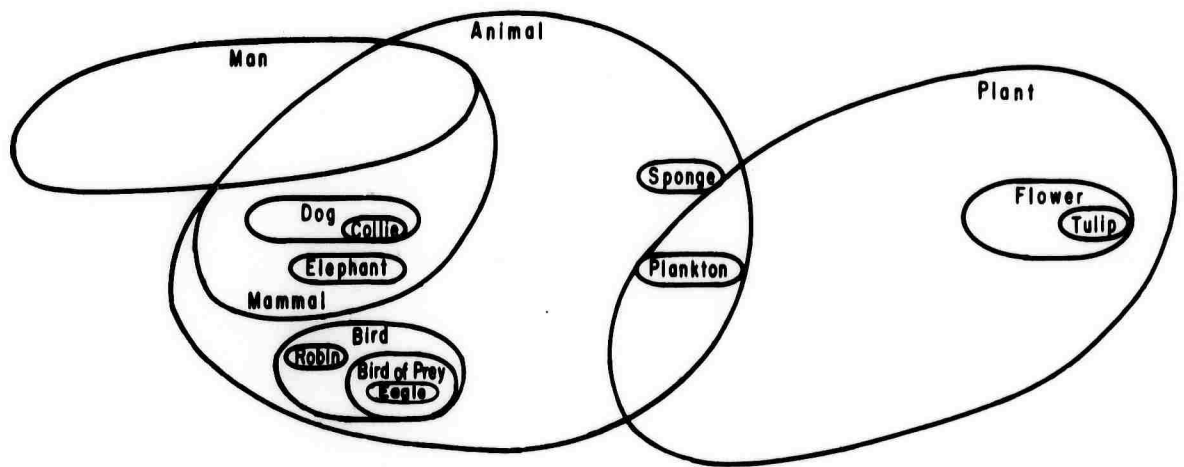 Animal
Man
Plant
Sponge
Flower
Tulip
Dog
Collie
Elephant
Plankton
Mammal
Bird
Robin
Bird of Prey
Eagle